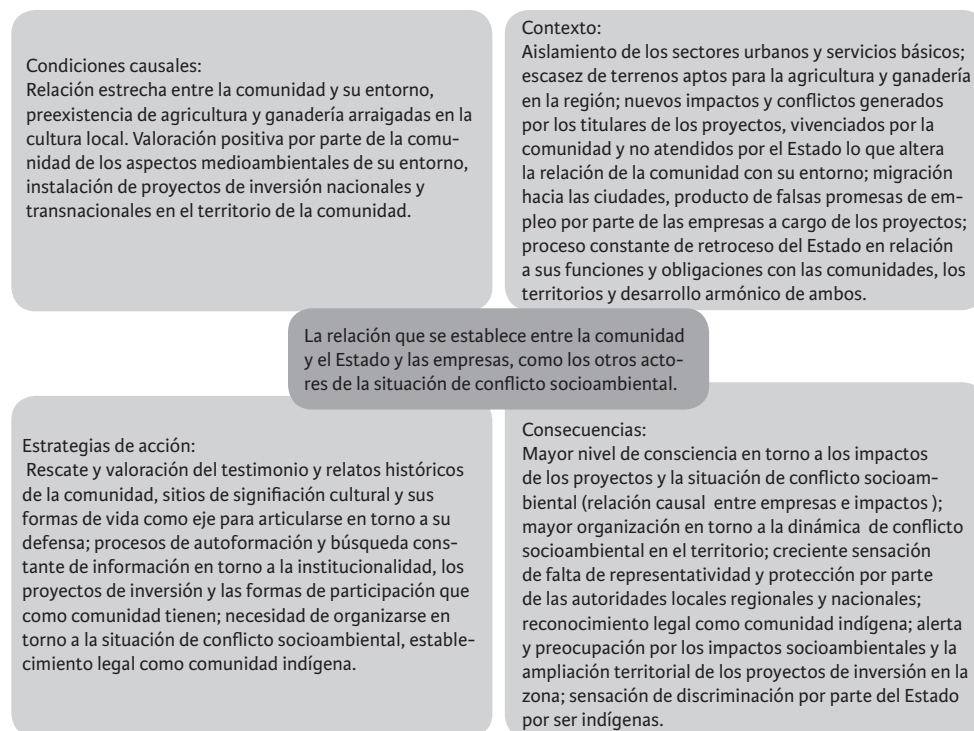 Condiciones causales:
Relación estrecha entre la comunidad y su entorno,
preexistencia de agricultura y ganadería arraigadas en la
cultura local. Valoración positiva por parte de la comu-
nidad de los aspectos medioambientales de su entorno,
instalación de proyectos de inversión nacionales y
transnacionales en el territorio de la comunidad.
Contexto:
Aislamiento de los sectores urbanos y servicios básicos;
escasez de terrenos aptos para la agricultura y ganadería
en la región; nuevos impactos y conflictos generados
por los titulares de los proyectos, vivenciados por la
comunidad y no atendidos por el Estado lo que altera
la relación de la comunidad con su entorno; migración
hacia las ciudades, producto de falsas promesas de em-
pleo por parte de las empresas a cargo de los proyectos;
proceso constante de retroceso del Estado en relación
a sus funciones y obligaciones con las comunidades, los
territorios y desarrollo armónico de ambos.
La relación que se establece entre la comunidad
y el Estado y las empresas, como los otros acto-
res de la situación de conflicto socioambiental.
Estrategias de acción:
Rescate y valoración del testimonio y relatos históricos
de la comunidad, sitios de signifiación cultural y sus
formas de vida como eje para articularse en torno a su
defensa; procesos de autoformación y búsqueda cons-
tante de información en torno a la institucionalidad, los
proyectos de inversión y las formas de participación que
como comunidad tienen; necesidad de organizarse en
torno a la situación de conflicto socioambiental, estable-
cimiento legal como comunidad indígena.
Consecuencias:
Mayor nivel de consciencia en torno a los impactos
de los proyectos y la situación de conflicto socioam-
biental (relación causal entre empresas e impactos );
mayor organización en torno a la dinámica de conflicto
socioambiental en el territorio; creciente sensación
de falta de representatividad y protección por parte
de las autoridades locales regionales y nacionales;
reconocimiento legal como comunidad indígena; alerta
y preocupación por los impactos socioambientales y la
ampliación territorial de los proyectos de inversión en la
zona; sensación de discriminación por parte del Estado
por ser indígenas.